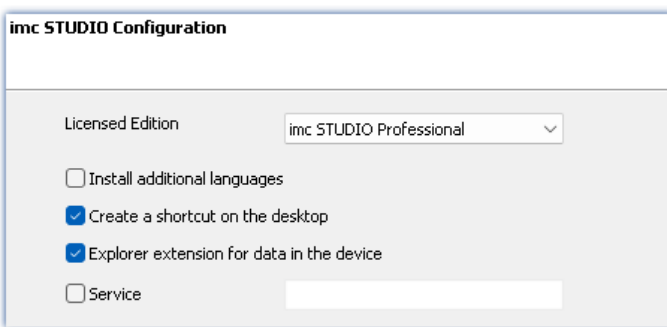 imc STUDIO Configuration
Licensed Edition imc STUDIO Professional
Install additional languages
Create a shortcut on the desktop
Explorer extension for data in the device
Service